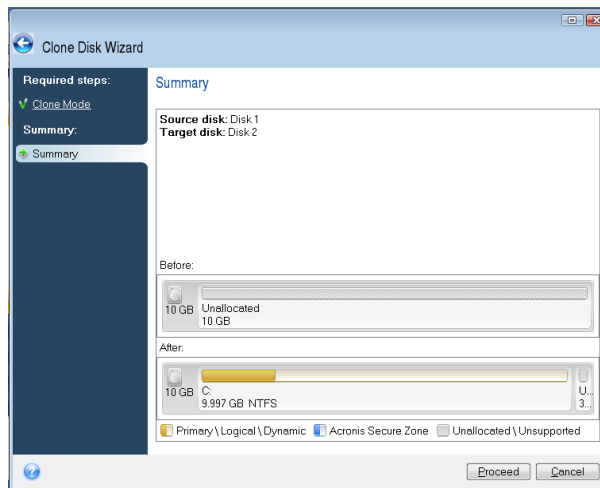 Clone Disk Wizard
Required steps:
Clone Mode
Summary:
Summary
Summary
Source disk: Disk 1
Target disk: Disk 2
Before:
10 GB
Unallocated
10 GB
After:
10 GB
C:
9.997 GB NTFS
U...
3...
Primary \ Logical \ Dynamic
Acronis Secure Zone
Unallocated \ Unsupported
?
Proceed
Cancel